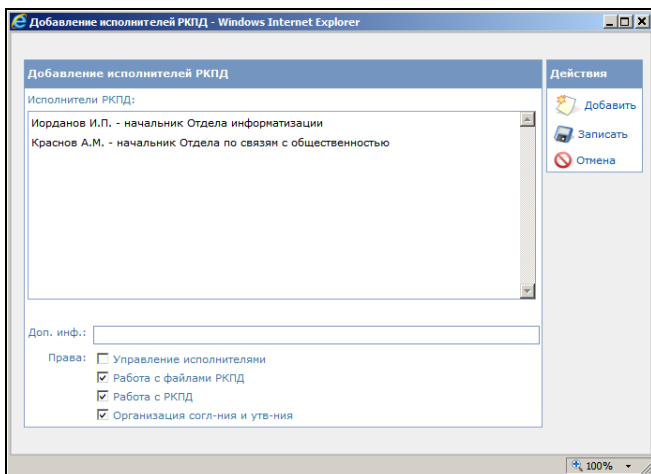 Добавление исполнителей РКПД - Windows Internet Explorer
Добавление исполнителей РКПД
Действия
Исполнители РКПД:
Иорданов И.П. - начальник Отдела информатизации
Краснов А.М. - начальник Отдела по связям с общественностью
Добавить
Записать
Отмена
Доп. инф.:
Права:
Управление исполнителями
Работа с файлами РКПД
Работа с РКПД
Организация согл-ния и утв-ния
100%